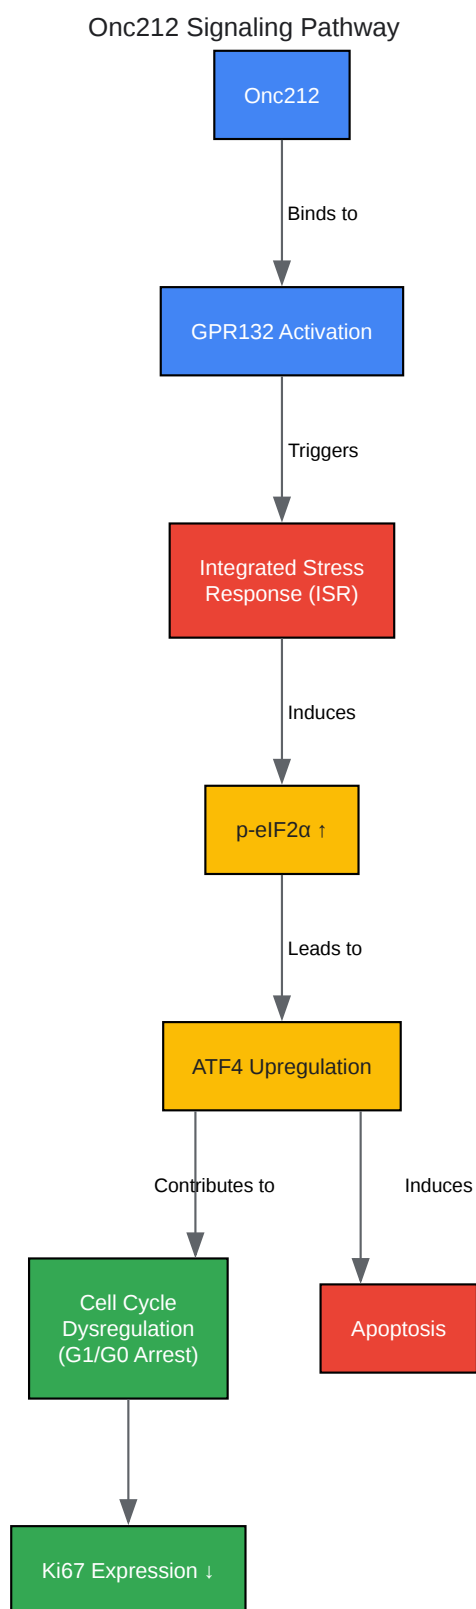 Onc212 Signaling Pathway
Onc212
Binds to
GPR132 Activation
Triggers
Integrated Stress
Response (ISR)
Induces
p-eIF2α ↑
Leads to
ATF4 Upregulation
Contributes to
Induces
Cell Cycle
Dysregulation
(G1/G0 Arrest)
Apoptosis
Ki67 Expression ↓